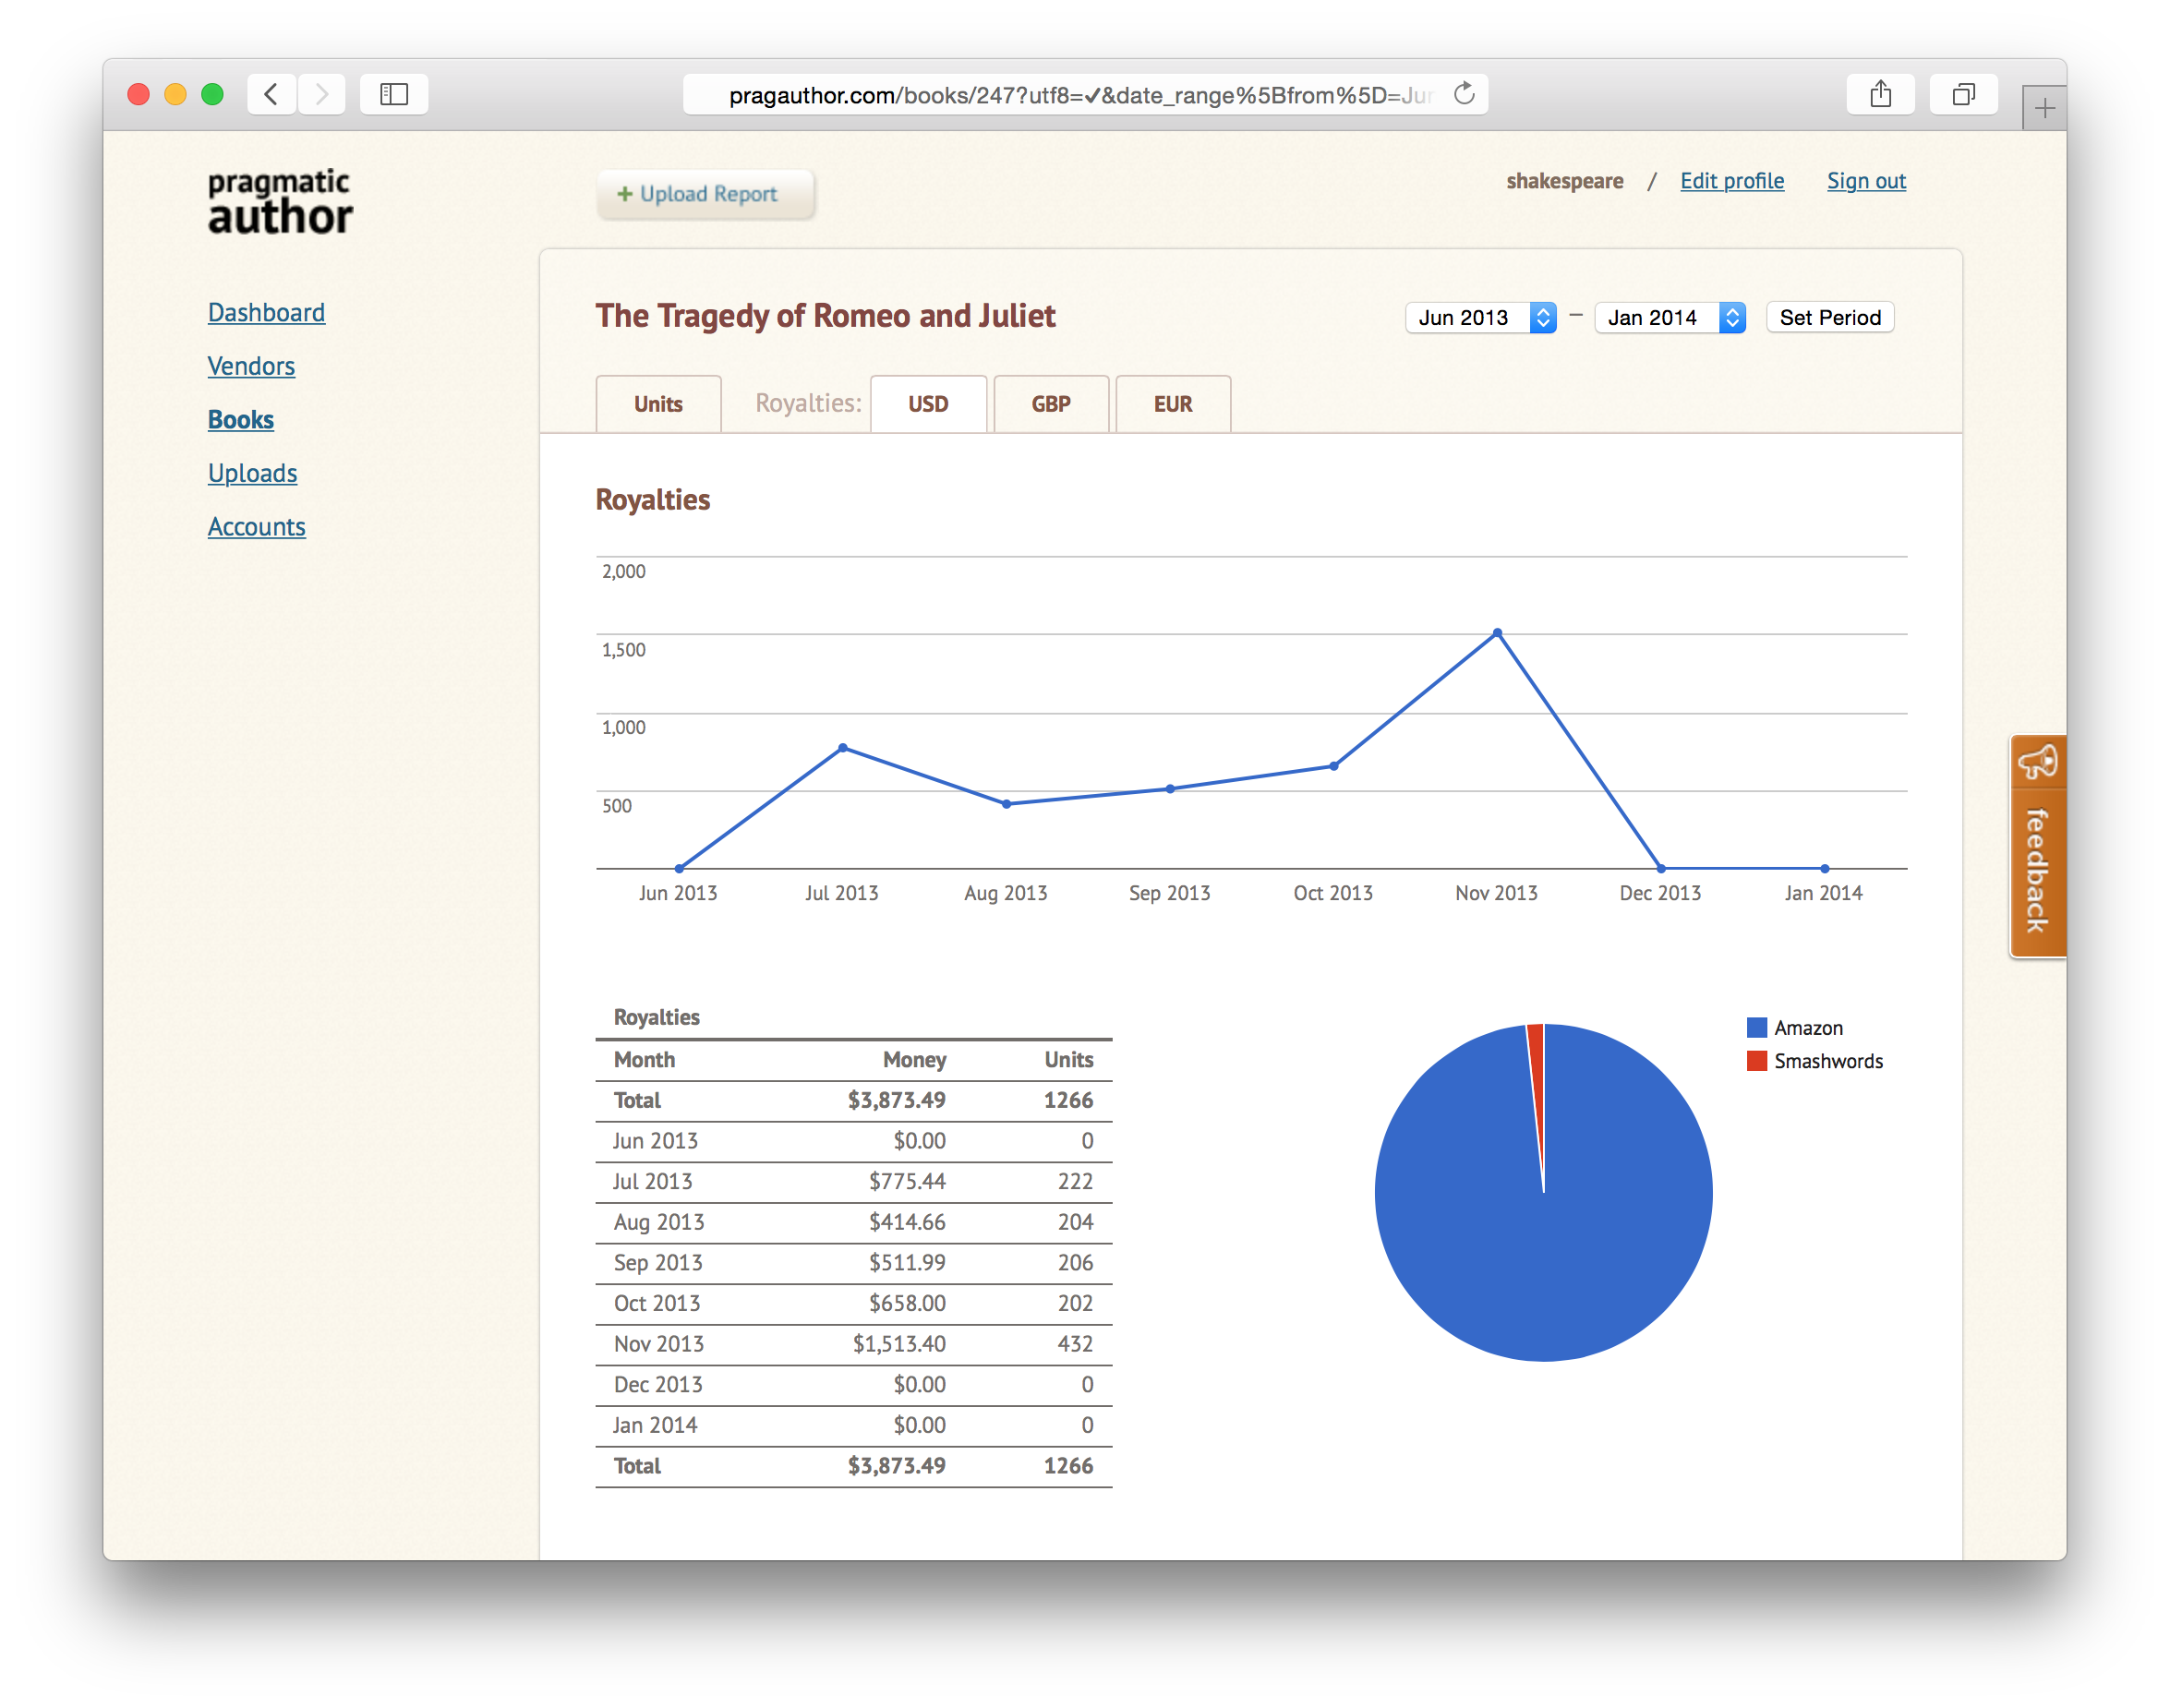 pragauthor.com/books/247?utf8=✓&date_range%5Bfrom%5D=Jun
pragmatic
author
+ Upload Report
shakespeare / Edit profile Sign out
Dashboard
Vendors
Books
Uploads
Accounts
The Tragedy of Romeo and Juliet
Jun 2013 – Jan 2014 Set Period
Units Royalties: USD GBP EUR
Royalties
2,000
1,500
1,000
500
Jun 2013 Jul 2013 Aug 2013 Sep 2013 Oct 2013 Nov 2013 Dec 2013 Jan 2014
feedback
Royalties
Month Money Units
Total $3,873.49 1266
Jun 2013 $0.00 0
Jul 2013 $775.44 222
Aug 2013 $414.66 204
Sep 2013 $511.99 206
Oct 2013 $658.00 202
Nov 2013 $1,513.40 432
Dec 2013 $0.00 0
Jan 2014 $0.00 0
Total $3,873.49 1266
Amazon
Smashwords